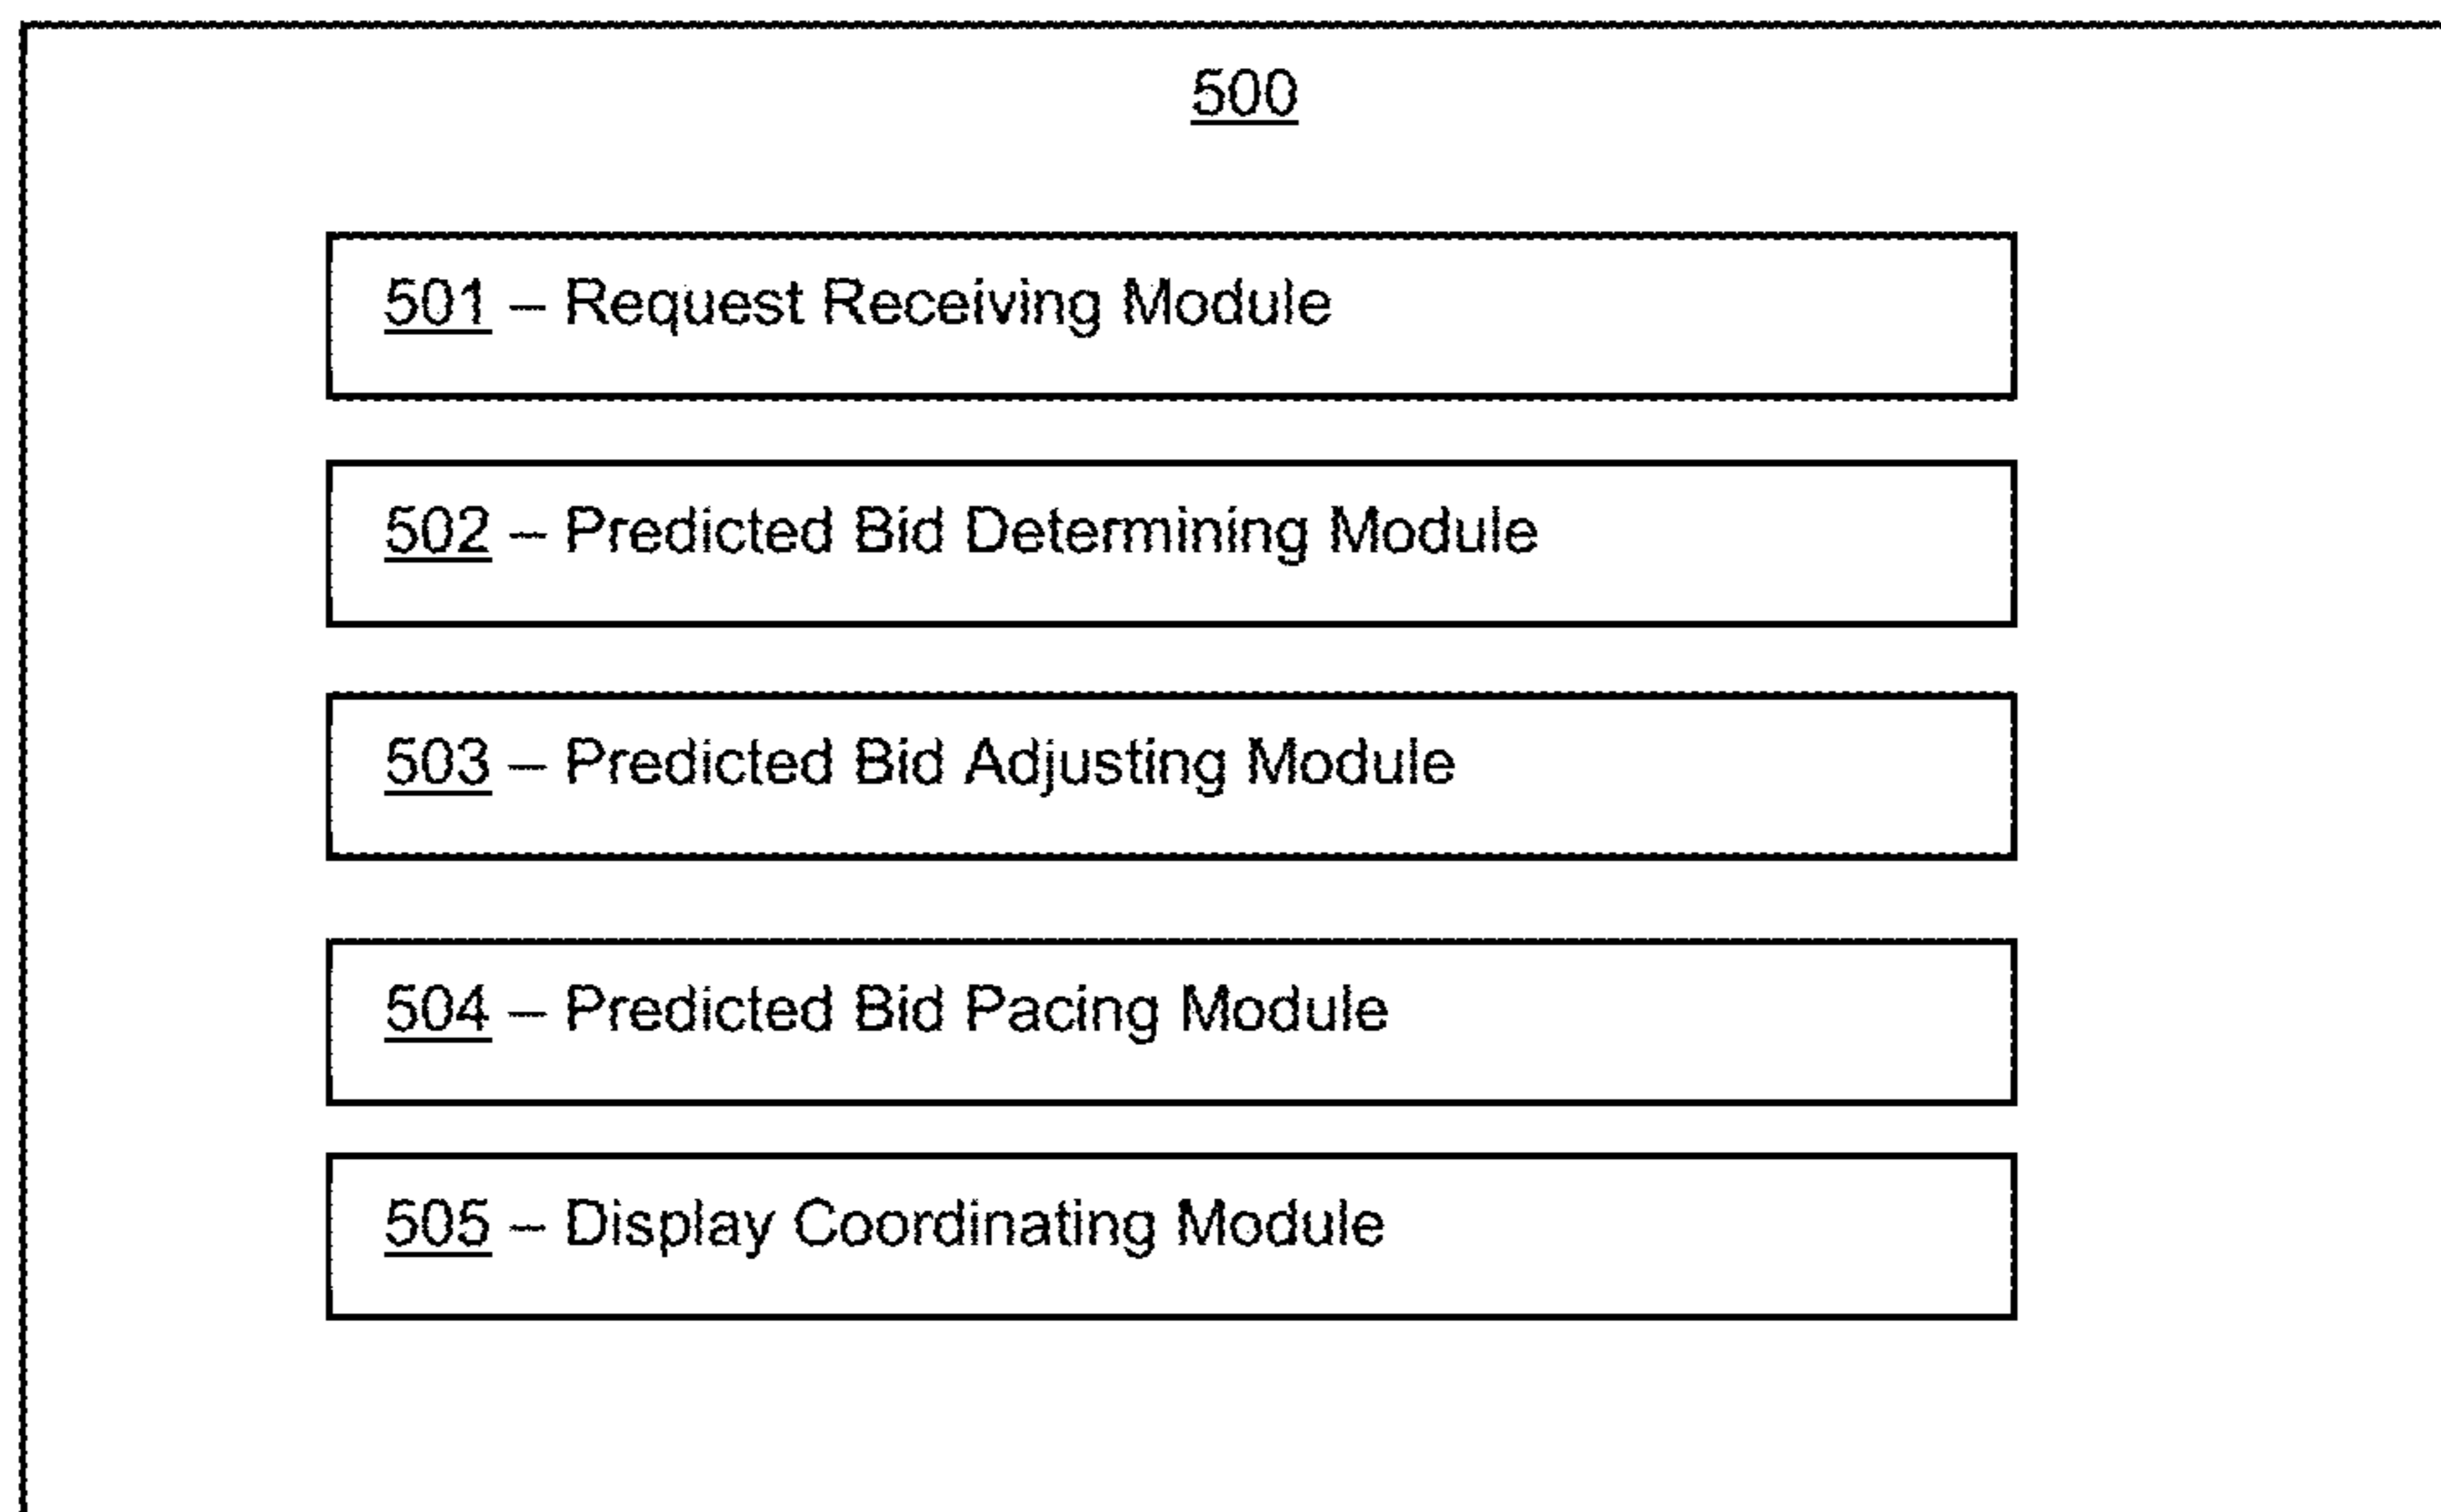 500
501 – Request Receiving Module
502 – Predicted Bid Determining Module
503 – Predicted Bid Adjusting Module
504 – Predicted Bid Pacing Module
505 – Display Coordinating Module